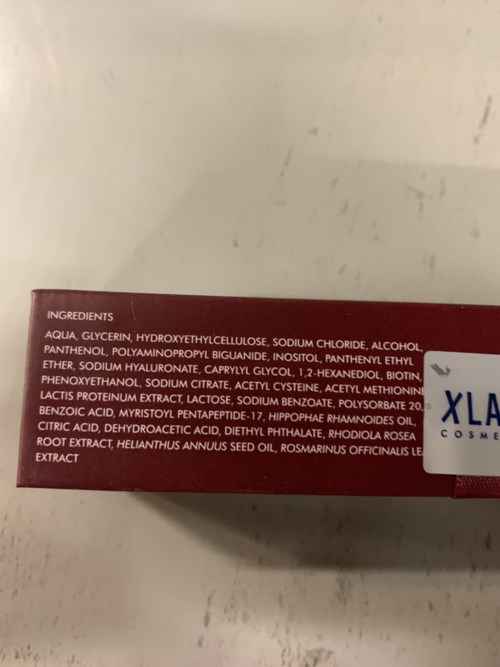 INGREDIENTS
AQUA, GLYCERIN, HYDROXYETHYLCELLULOSE, SODIUM CHLORIDE, ALCOHOL,
PANTHENOL, POLYAMINOPROPYL BIGUANIDE, INOSITOL, PANTHENYL ETHYL
ETHER, SODIUM HYALURONATE, CAPRYLYL GLYCOL, 1,2-HEXANEDIOL, BIOTIN,
PHENOXYETHANOL, SODIUM CITRATE, ACETYL CYSTEINE, ACETYL METHIONINE
LACTIS PROTEINUM EXTRACT, LACTOSE, SODIUM BENZOATE, POLYSORBATE 20,
BENZOIC ACID, MYRISTOYL PENTAPEPTIDE-17, HIPPOPHAE RHAMNOIDES OIL,
CITRIC ACID, DEHYDROACETIC ACID, DIETHYL PHTHALATE, RHODIOLA ROSEA
ROOT EXTRACT, HELIANTHUS ANNUUS SEED OIL, ROSMARINUS OFFICINALIS LEA
EXTRACT
XLA
COSME